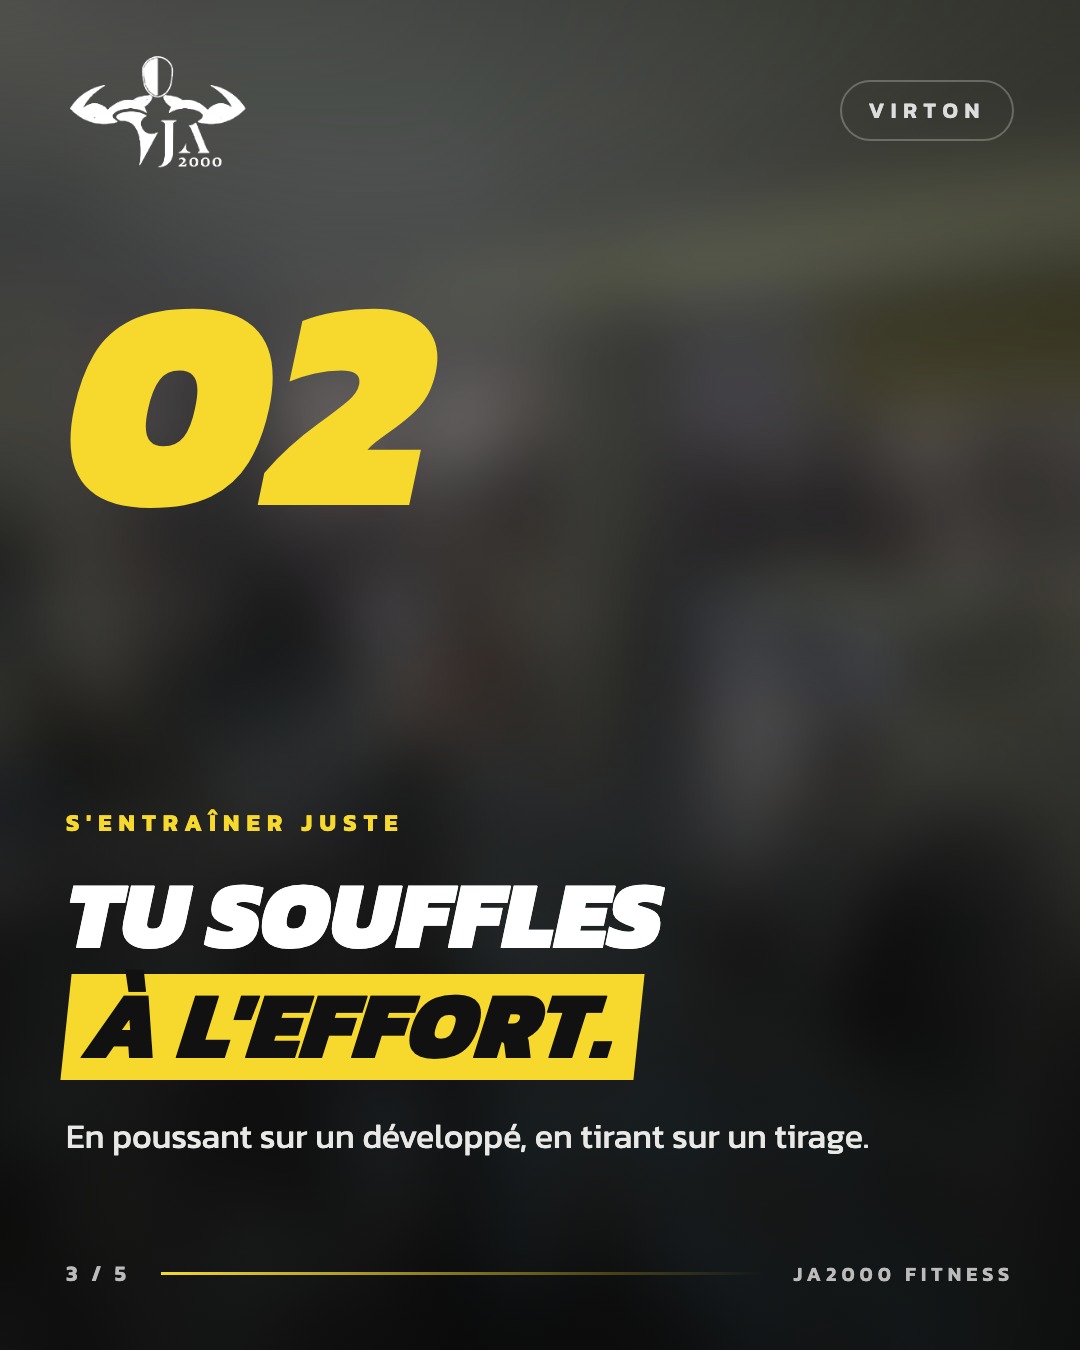 JA
2000
VIRTON
02
S'ENTRAÎNER JUSTE
TU SOUFFLES
À L'EFFORT.
En poussant sur un développé, en tirant sur un tirage.
3 / 5
JA2000 FITNESS